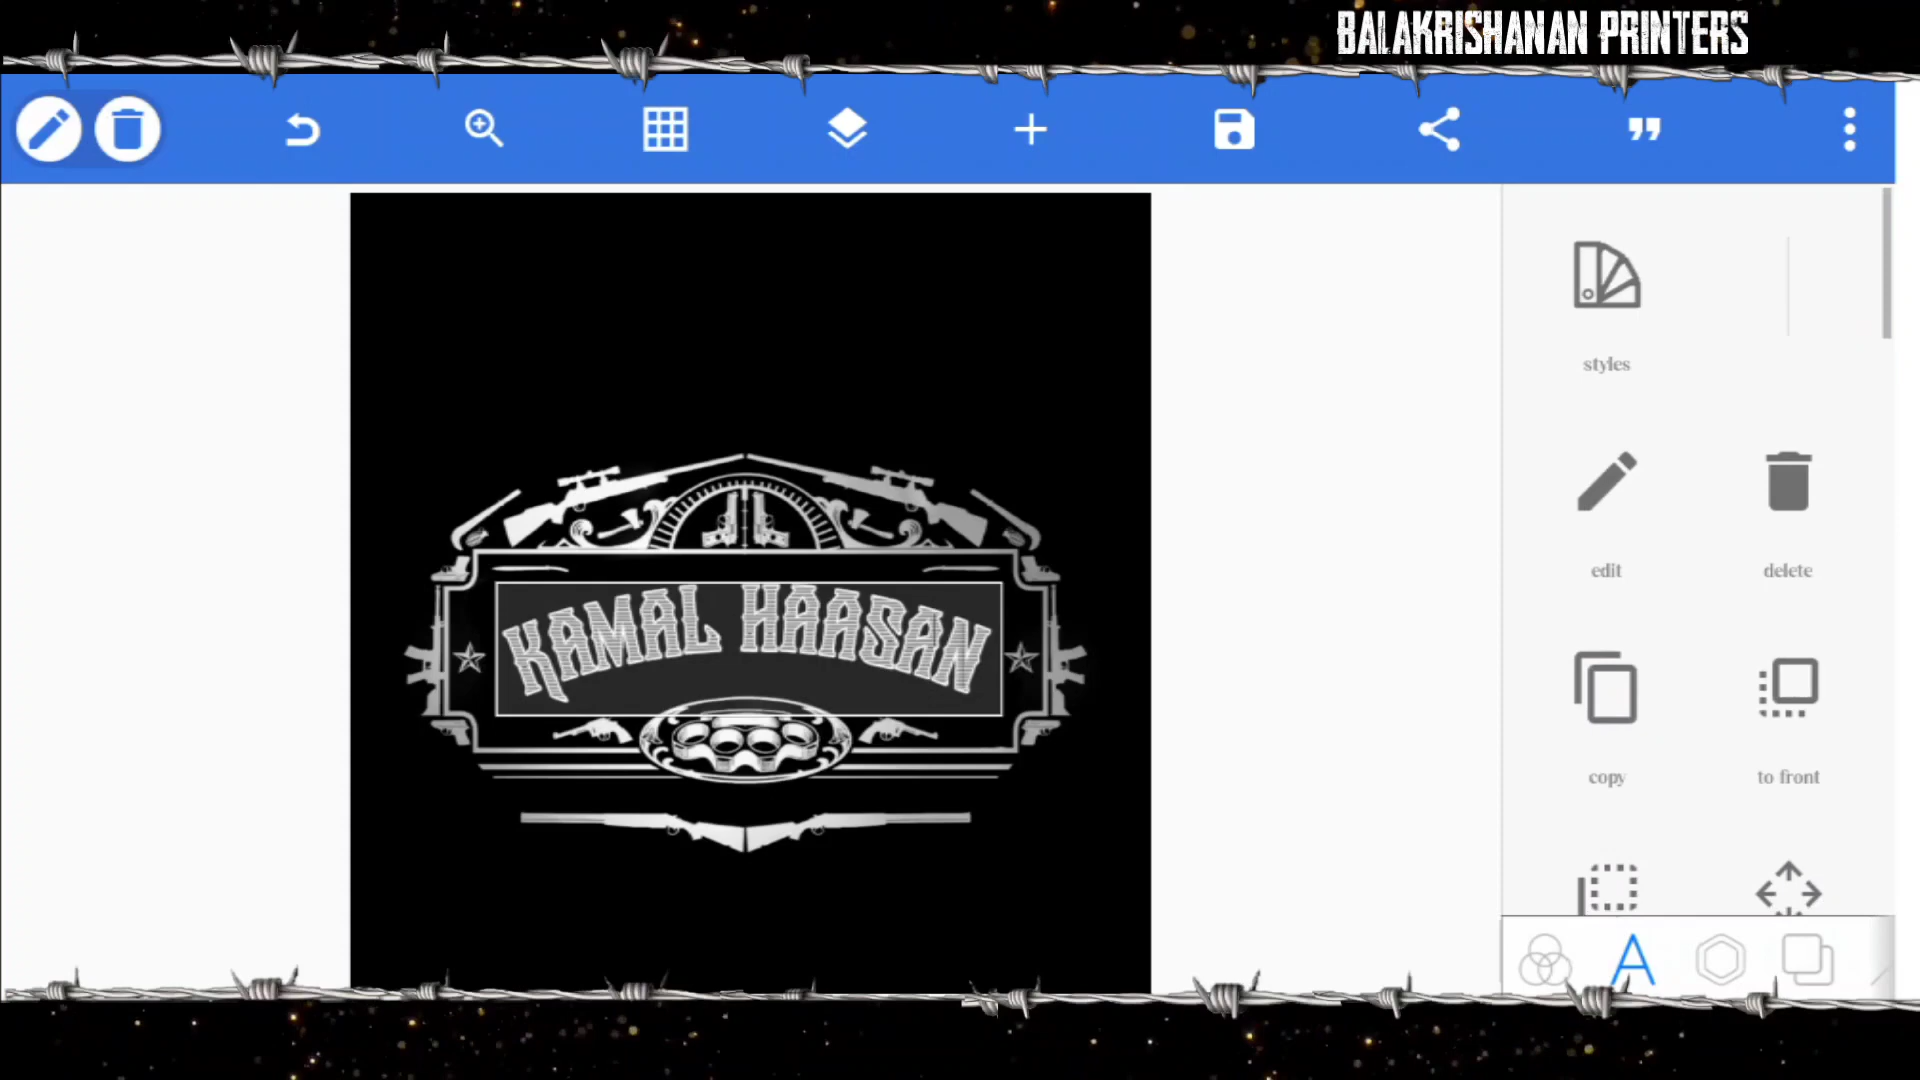 BALAKRISHANAN PRINTERS
styles
KAMAL HAASAN
edit
delete
copy
to front